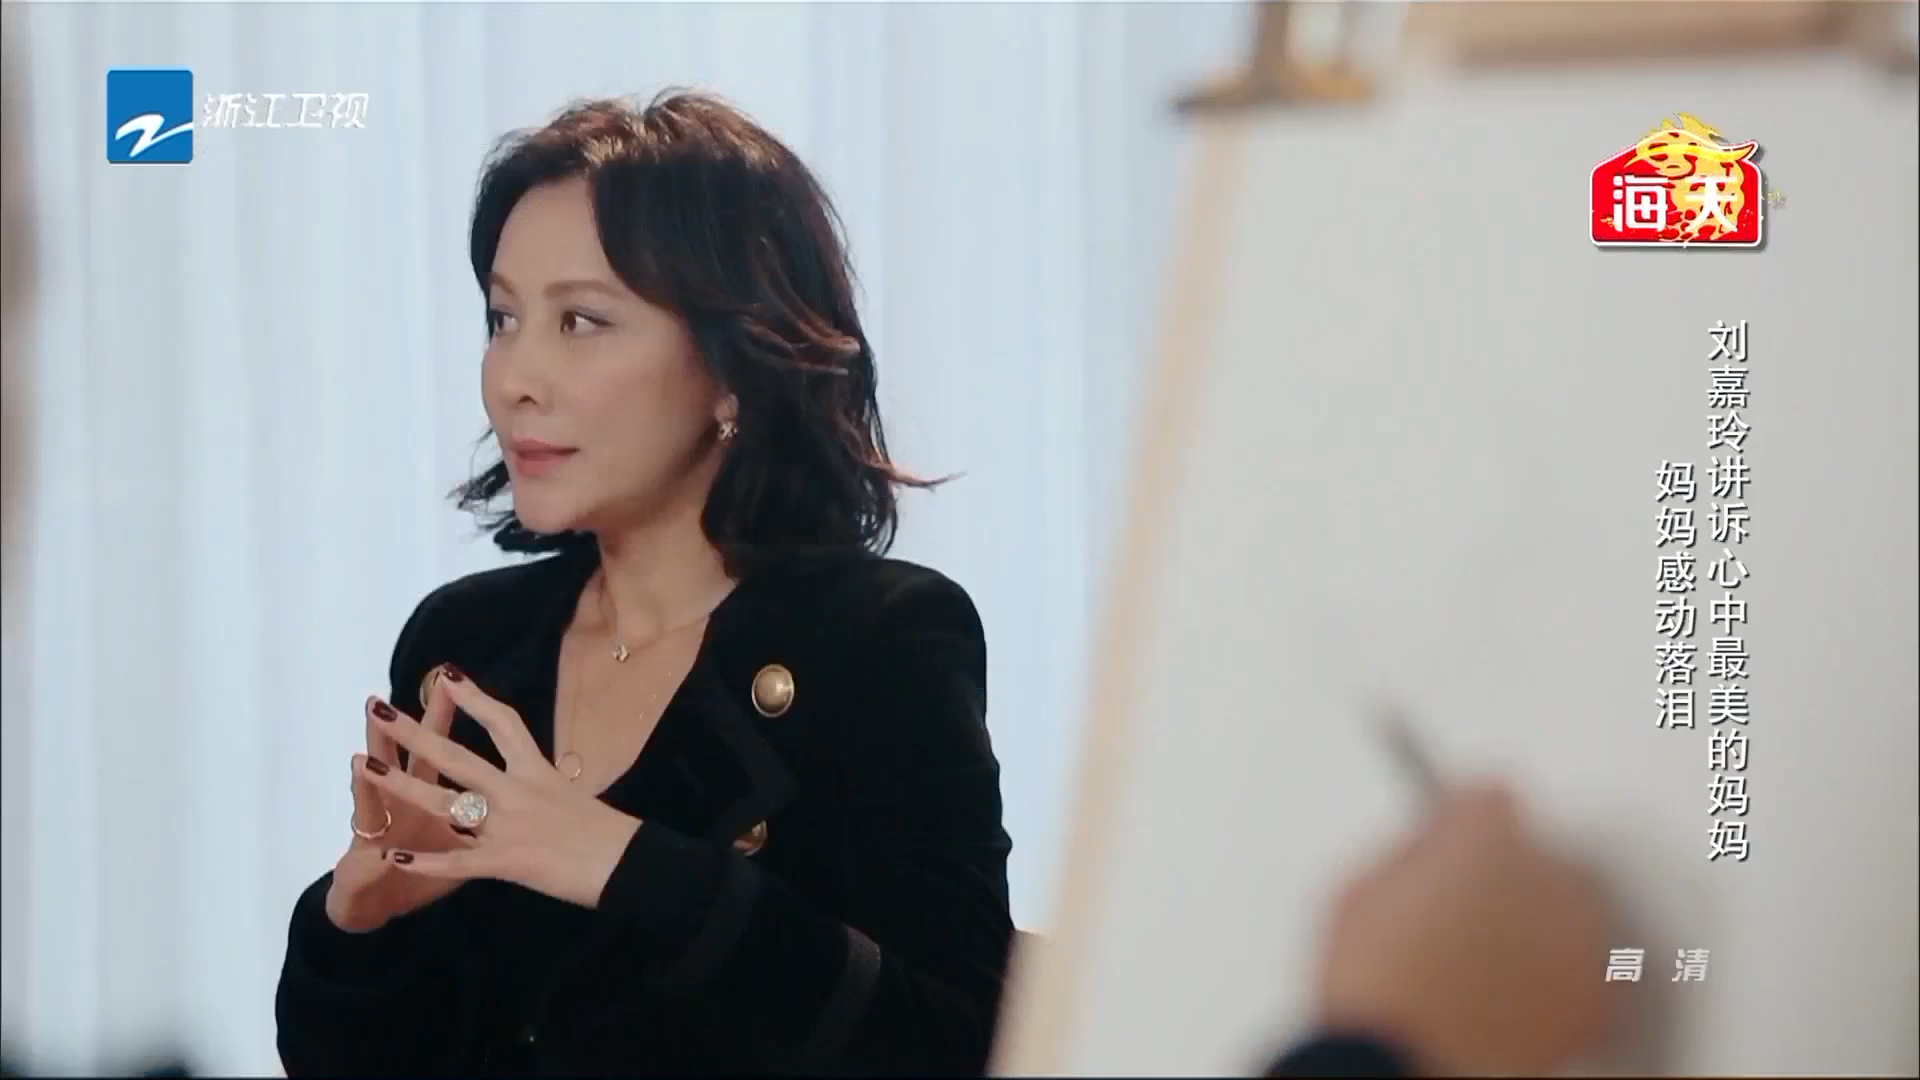 浙江卫视
海天
刘嘉玲讲诉心中最美的妈妈
妈妈感动落泪
高清